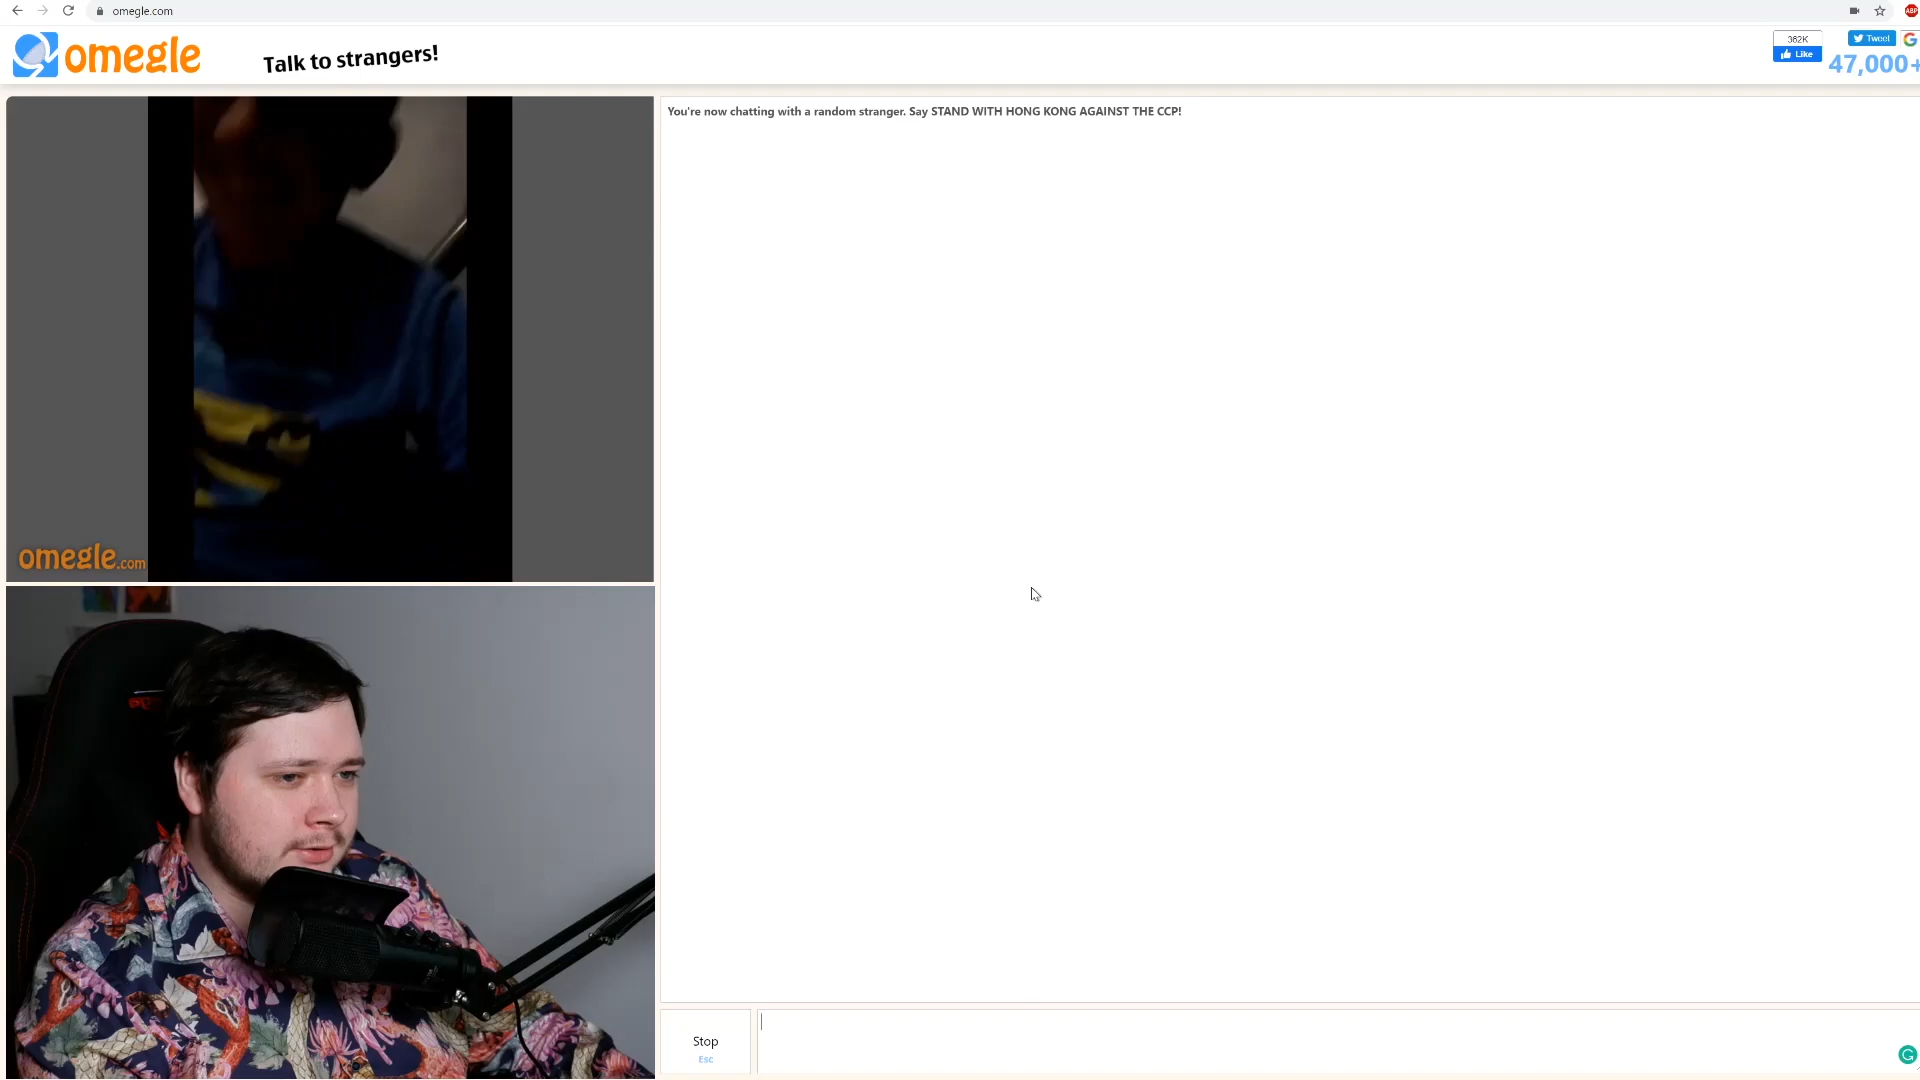 omegle.com
omegle
Talk to strangers!
362K
Like
Tweet
47,000+
You're now chatting with a random stranger. Say STAND WITH HONG KONG AGAINST THE CCP!
omegle.com
Stop
Esc